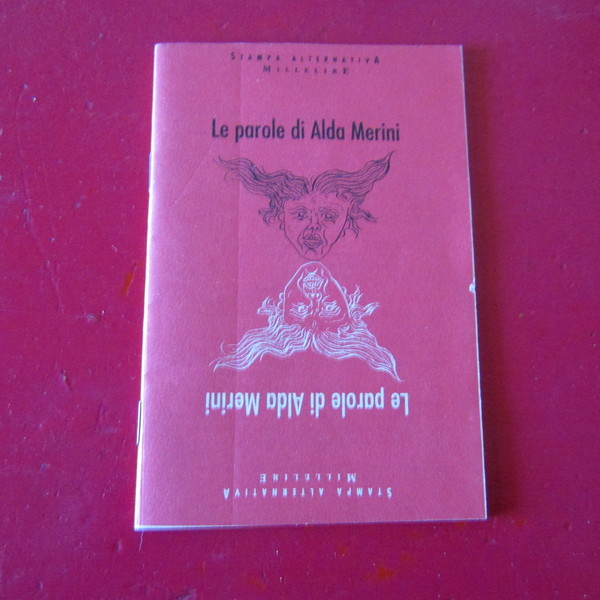 STAMPA ALTERNATIVA
MILLELIRE
Le parole di Alda Merini
Le parole di Alda Merini
STAMPA ALTERNATIVA
MILLELIRE